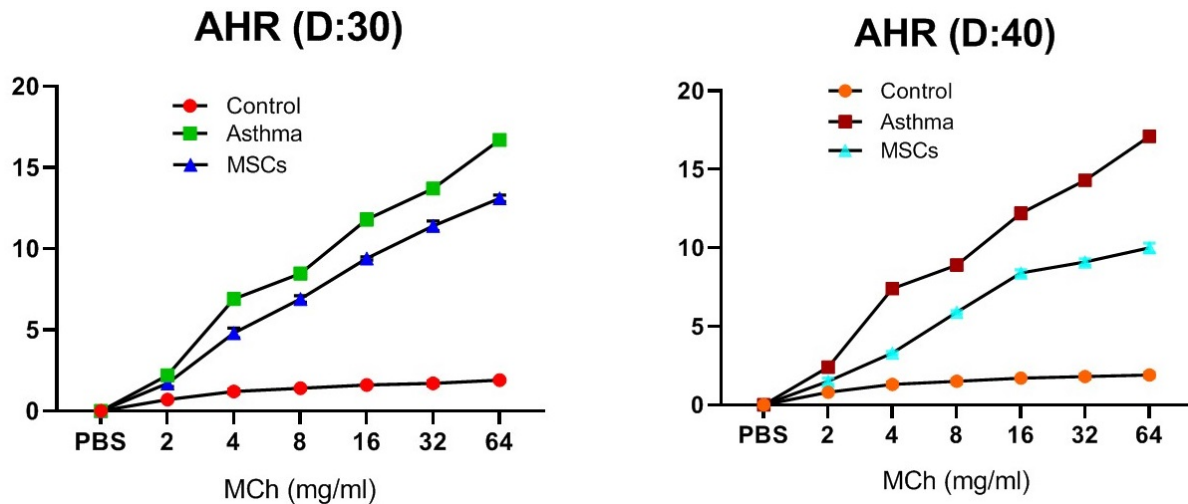 AHR (D:30)
20
15
10
5
0
Control
Asthma
MSCs
PBS 2 4 8 16 32 64
MCh (mg/ml)
AHR (D:40)
20
15
10
5
0
Control
Asthma
MSCs
PBS 2 4 8 16 32 64
MCh (mg/ml)